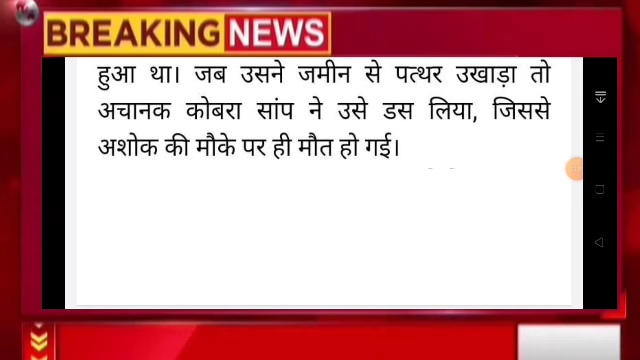 BREAKING NEWS
हुआ था। जब उसने जमीन से पत्थर उखाड़ा तो
अचानक कोबरा सांप ने उसे डस लिया, जिससे
अशोक की मौके पर ही मौत हो गई।